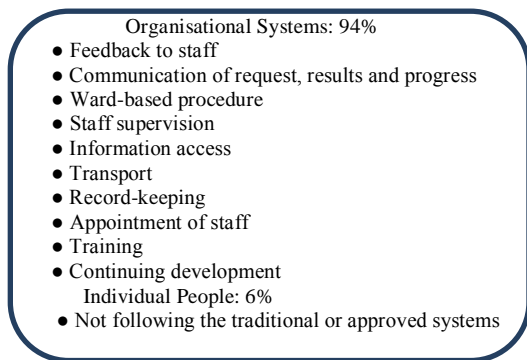 Organisational Systems: 94%
● Feedback to staff
● Communication of request, results and progress
● Ward-based procedure
● Staff supervision
● Information access
● Transport
● Record-keeping
● Appointment of staff
● Training
● Continuing development
Individual People: 6%
● Not following the traditional or approved systems